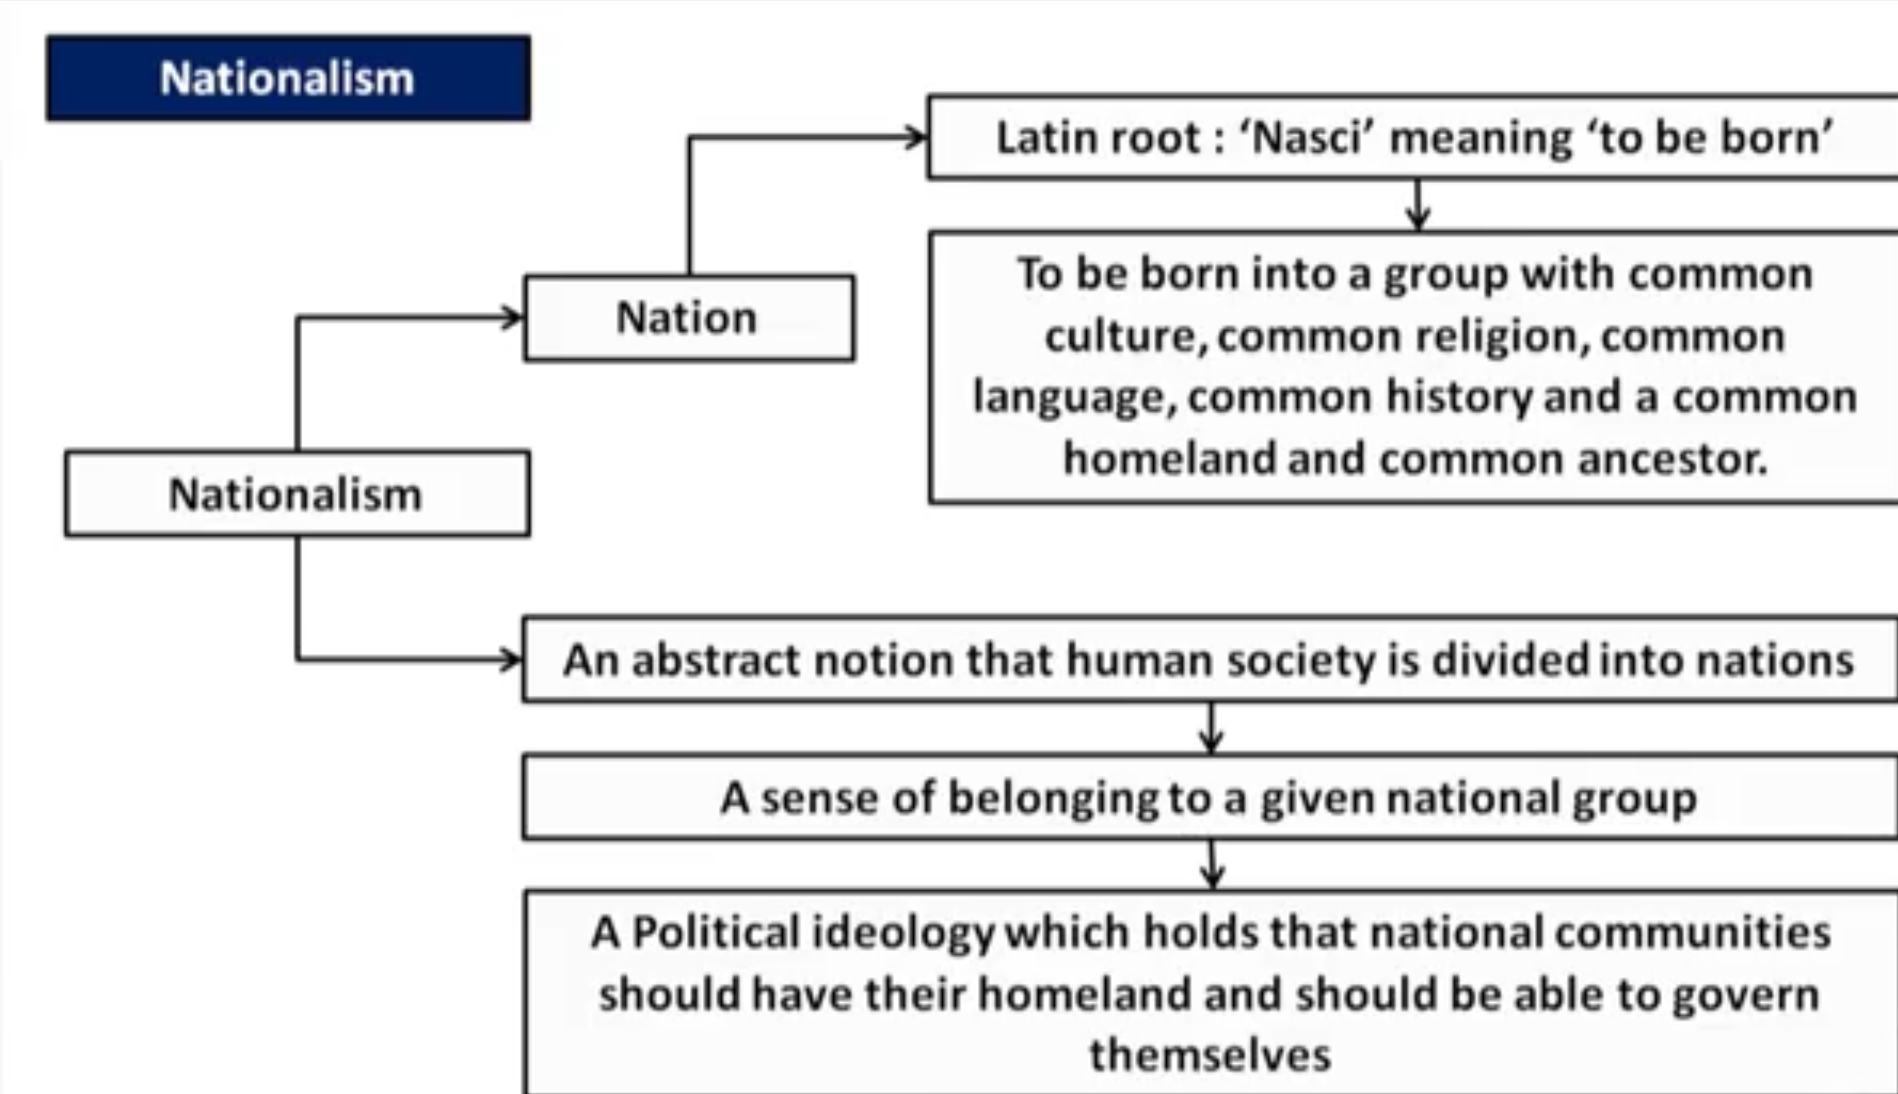 Nationalism
Latin root : ‘Nasci’ meaning ‘to be born’
To be born into a group with common
culture, common religion, common
language, common history and a common
homeland and common ancestor.
Nation
Nationalism
An abstract notion that human society is divided into nations
A sense of belonging to a given national group
A Political ideology which holds that national communities
should have their homeland and should be able to govern
themselves